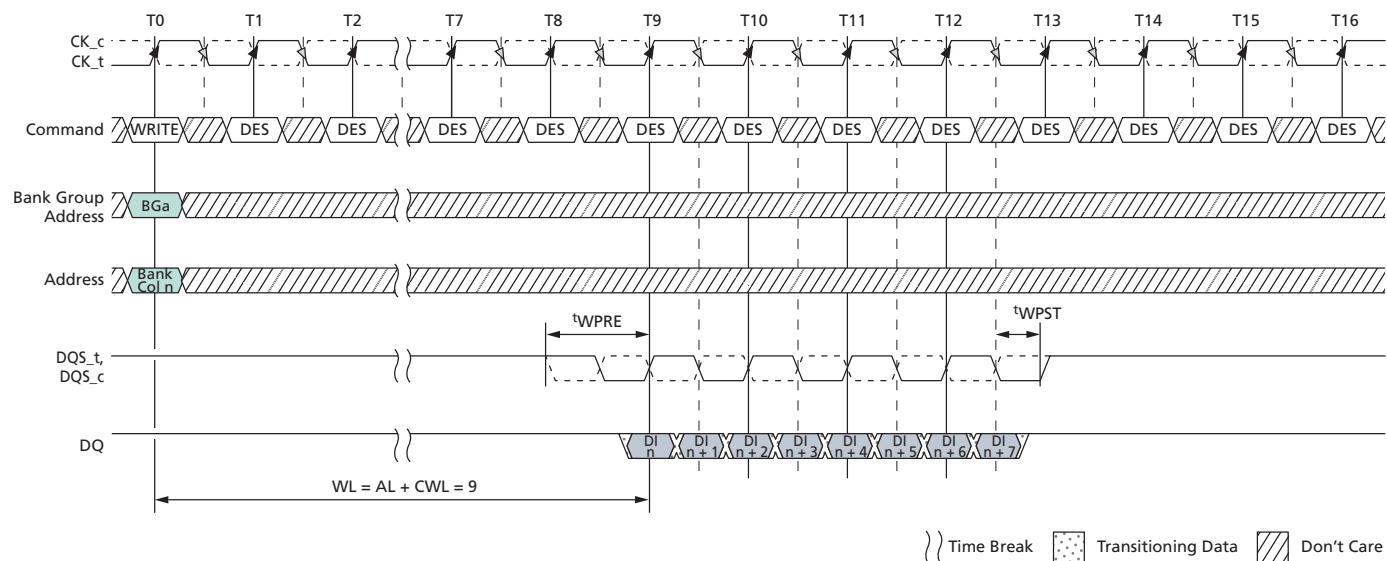 T0 T1 T2 T7 T8 T9 T10 T11 T12 T13 T14 T15 T16
CK_c
CK_t
Command WRITE DES DES DES DES DES DES DES DES DES DES DES DES
Bank Group
Address
BGa
Address
Bank
Col n
tWPRE tWPST
DQS_t,
DQS_c
DQ
DI
n
DI
n + 1
DI
n + 2
DI
n + 3
DI
n + 4
DI
n + 5
DI
n + 6
DI
n + 7
WL = AL + CWL = 9
Time Break Transitioning Data Don't Care